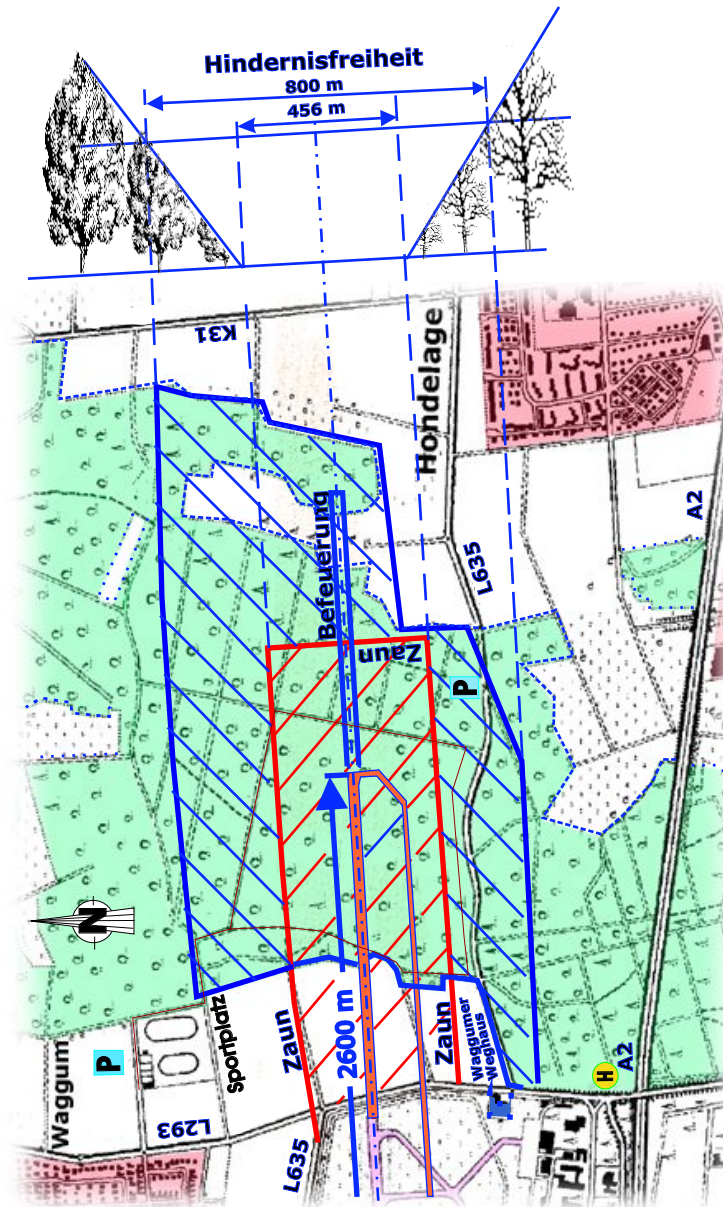 Hindernisfreiheit
800 m
456 m
K31
Hondelage
A2
L635
Befeuerung
Zaun
P
N
2600 m
Zaun
Zaun
Sportplatz
Waggum
P
L293
L635
Waggumer
Weghaus
H
A2